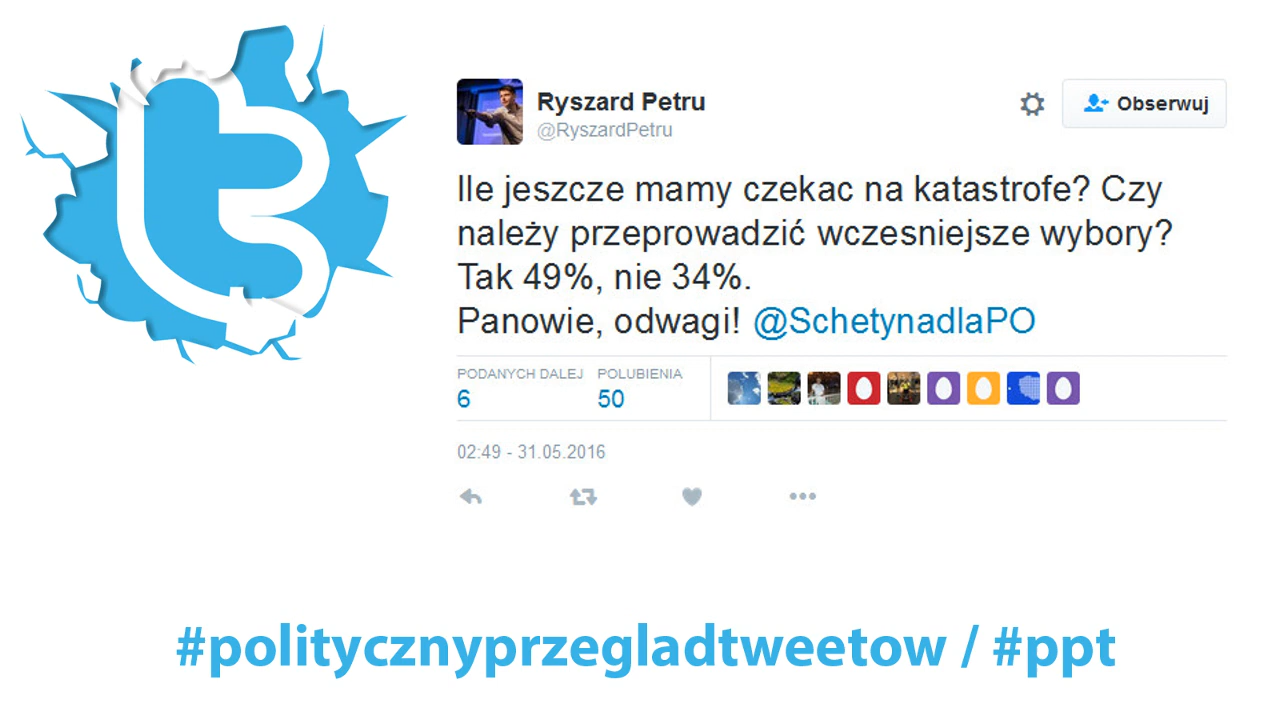 Ryszard Petru
@RyszardPetru
Obserwuj
Ile jeszcze mamy czekac na katastrofe? Czy
należy przeprowadzić wczesniejsze wybory?
Tak 49%, nie 34%.
Panowie, odwagi! @SchetynadlaPO
PODANYCH DALEJ POLUBIENIA
6 50
02:49 - 31.05.2016
#politycznyprzegladtweetow / #ppt